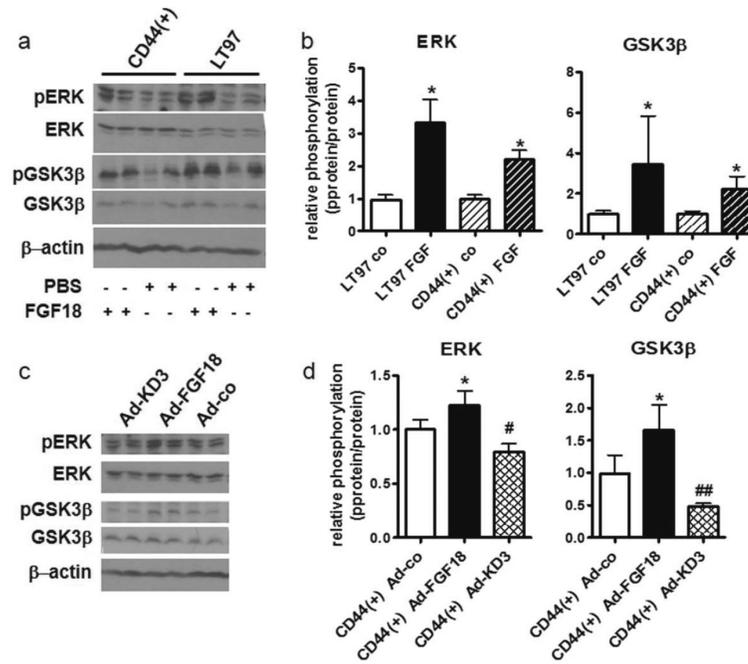 a
CD44(+) LT97
pERK
ERK
pGSK3β
GSK3β
β–actin
PBS - - + + - - + +
FGF18 + + - - + + - -
b
ERK
relative phosphorylation
(pprotein/protein)
6
5
4
3
2
1
0
*
*
LT97 co
LT97 FGF
CD44(+) co
CD44(+) FGF
GSK3β
8
6
4
2
0
*
*
LT97 co
LT97 FGF
CD44(+) co
CD44(+) FGF
c
Ad-KD3
Ad-FGF18
Ad-co
pERK
ERK
pGSK3β
GSK3β
β–actin
d
ERK
relative phosphorylation
(pprotein/protein)
1.5
1.0
0.5
0.0
*
#
CD44(+) Ad-co
CD44(+) Ad-FGF18
CD44(+) Ad-KD3
GSK3β
2.5
2.0
1.5
1.0
0.5
0.0
*
##
CD44(+) Ad-co
CD44(+) Ad-FGF18
CD44(+) Ad-KD3